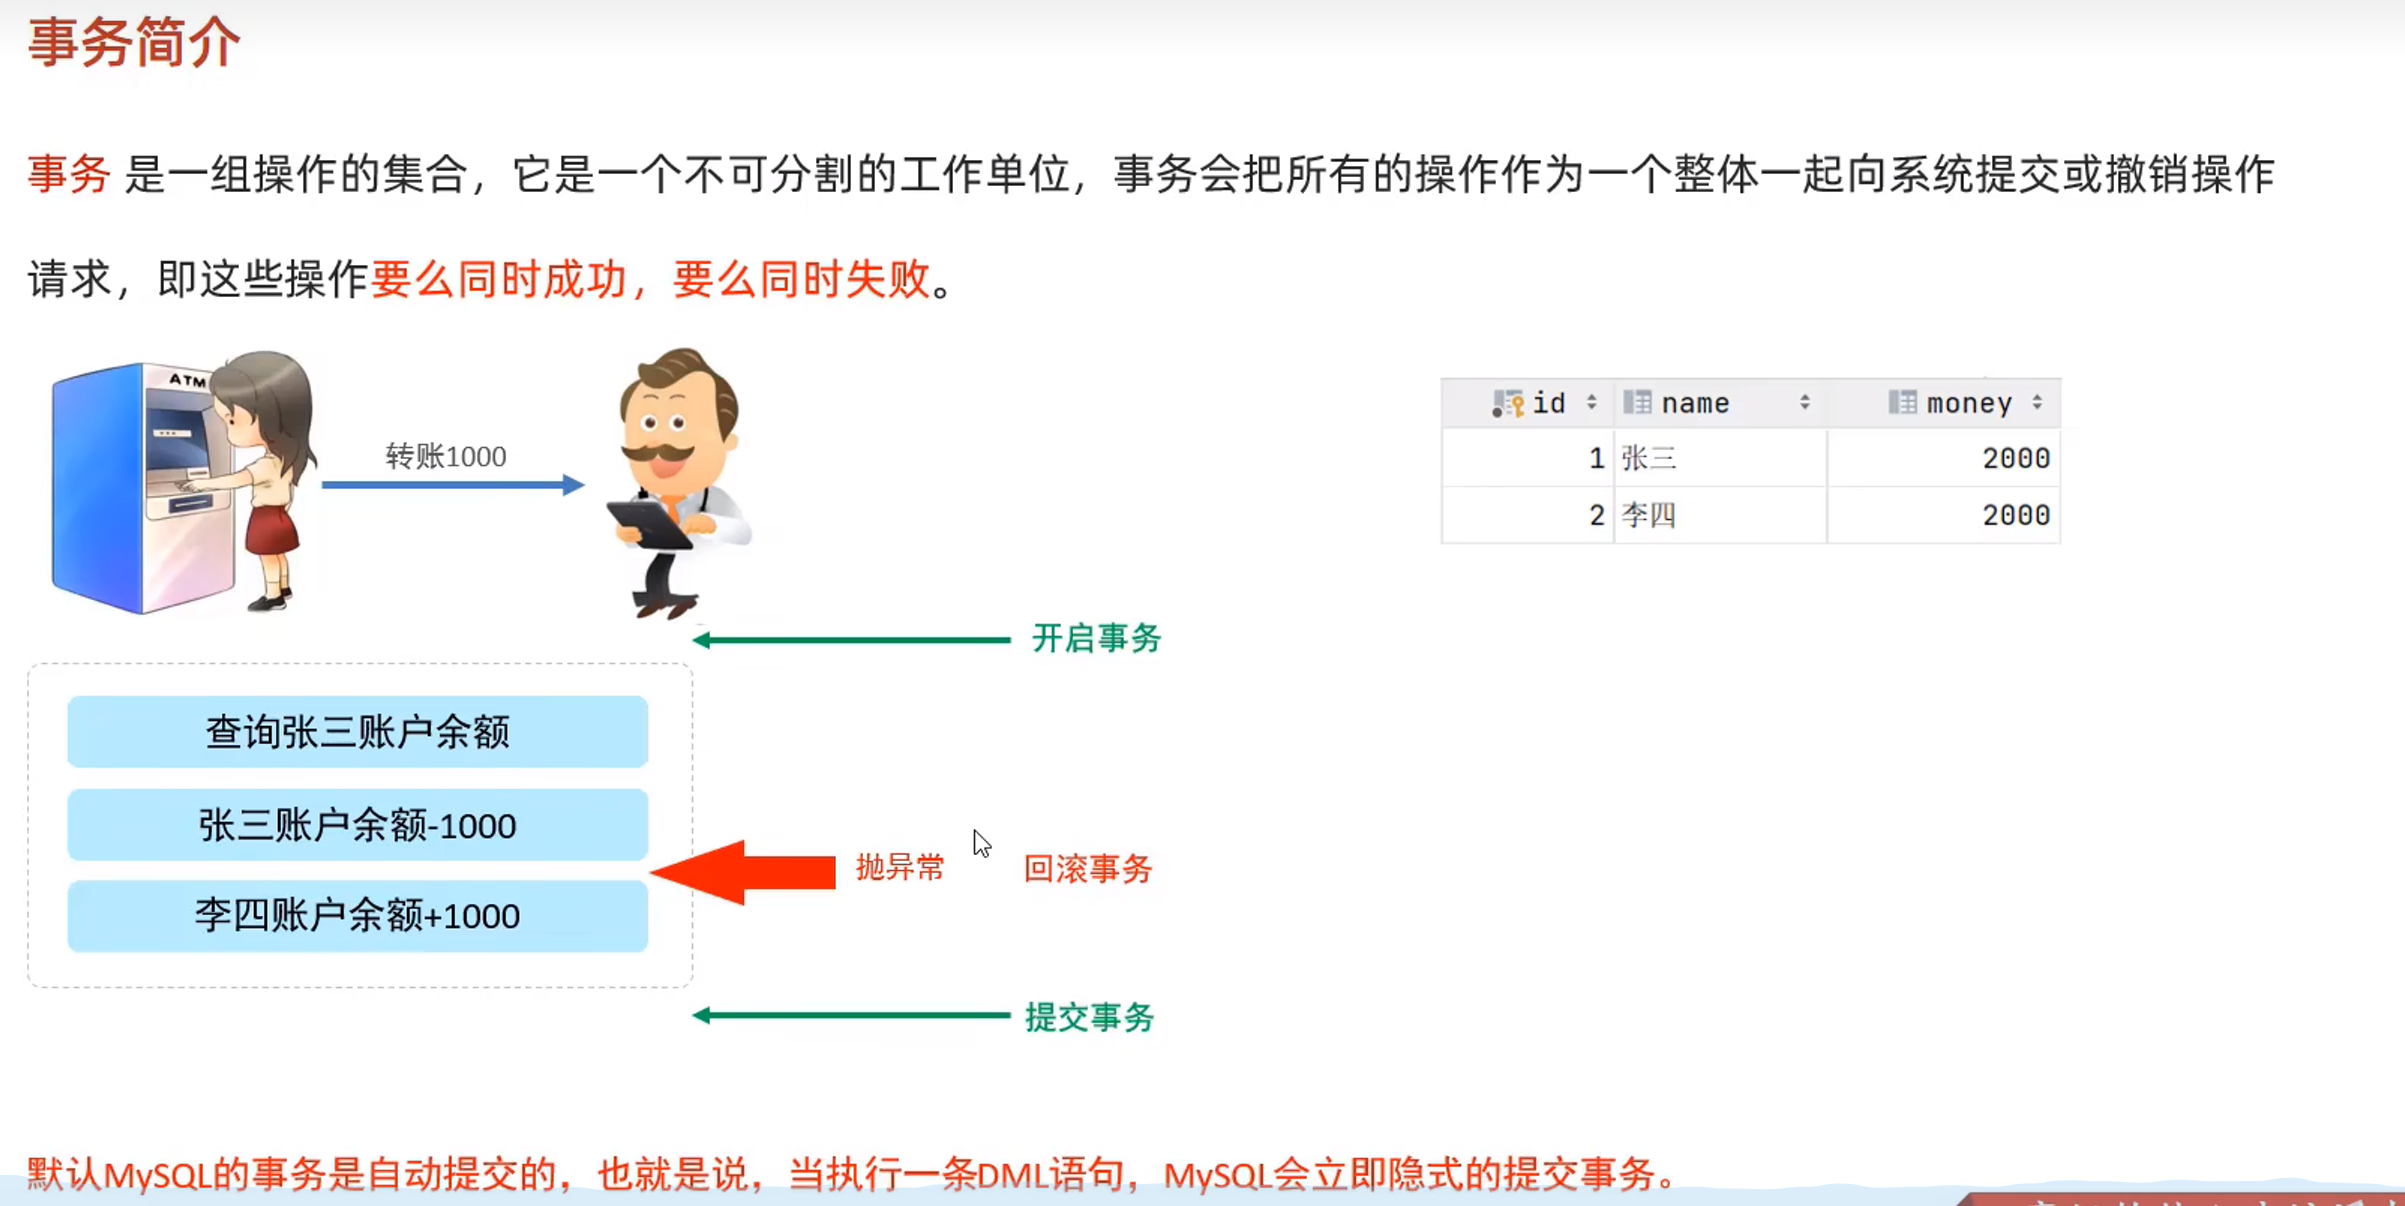 事务简介
事务 是一组操作的集合，它是一个不可分割的工作单位，事务会把所有的操作作为一个整体一起向系统提交或撤销操作
请求，即这些操作要么同时成功，要么同时失败。
ATM
转账1000
id name money
1 张三 2000
2 李四 2000
开启事务
查询张三账户余额
张三账户余额-1000
抛异常 回滚事务
李四账户余额+1000
提交事务
默认MySQL的事务是自动提交的，也就是说，当执行一条DML语句，MySQL会立即隐式的提交事务。